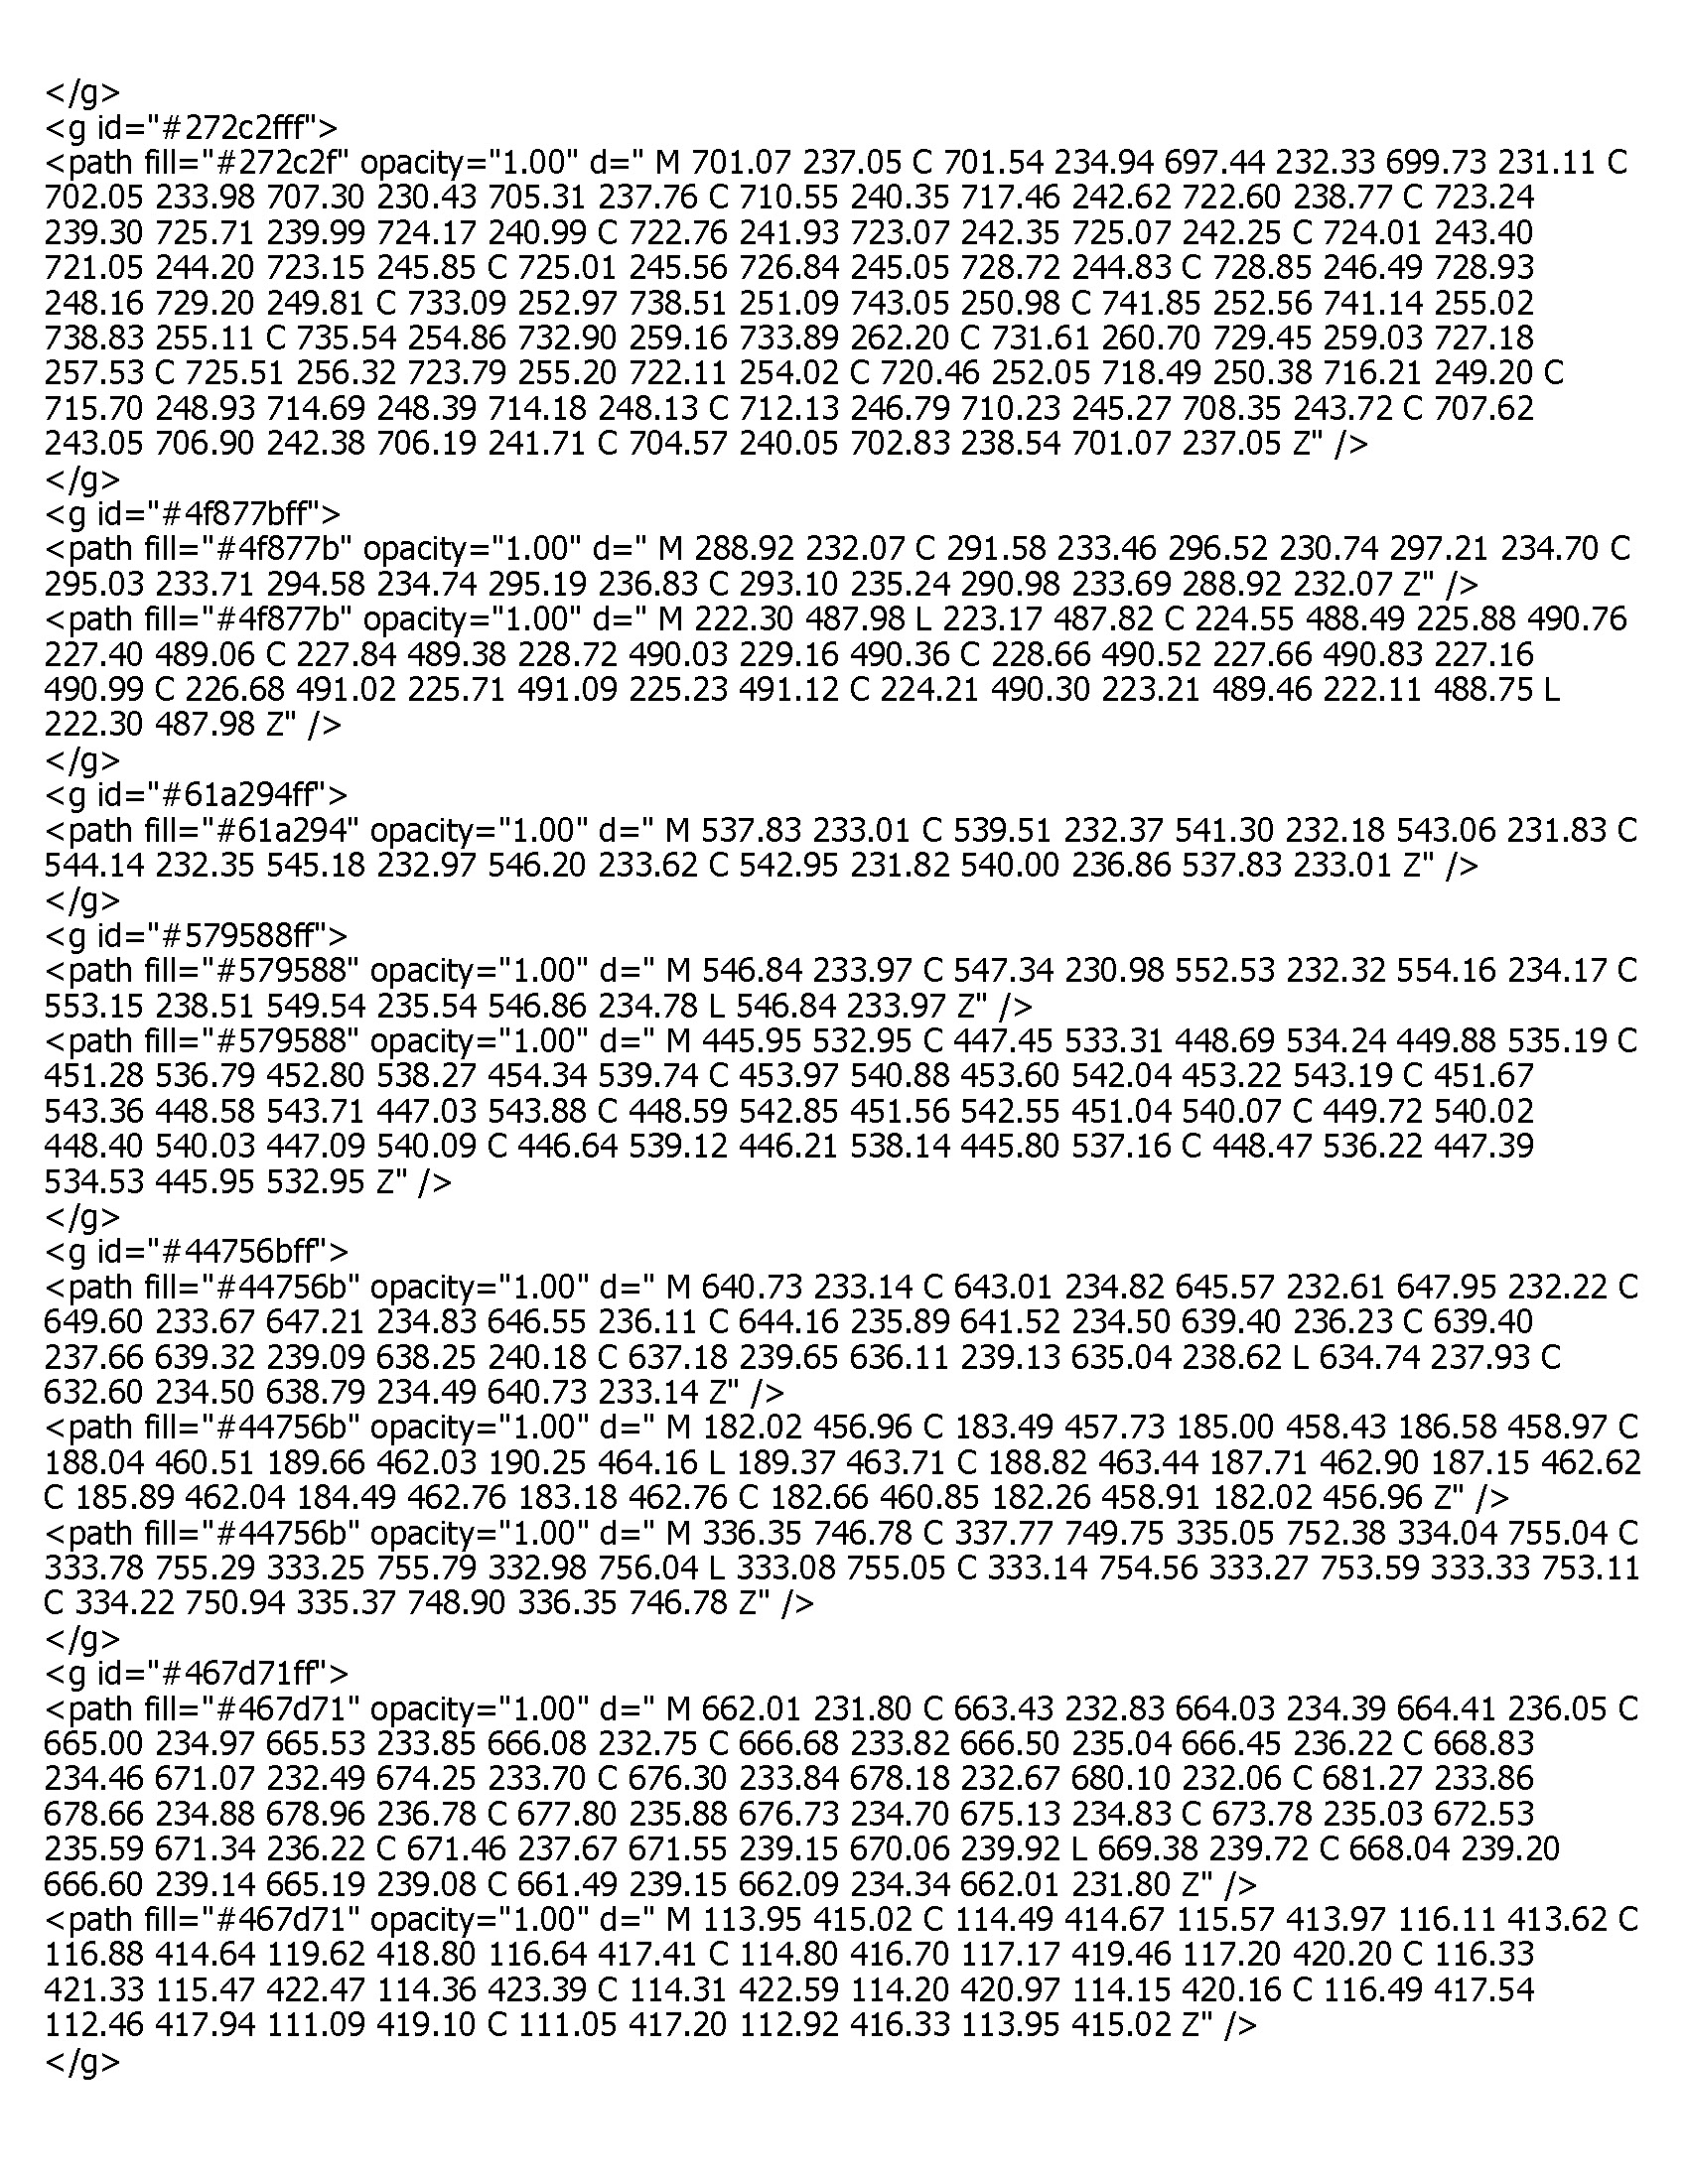 </g>
<g id="#272c2fff">
<path fill="#272c2f" opacity="1.00" d=" M 701.07 237.05 C 701.54 234.94 697.44 232.33 699.73 231.11 C
702.05 233.98 707.30 230.43 705.31 237.76 C 710.55 240.35 717.46 242.62 722.60 238.77 C 723.24
239.30 725.71 239.99 724.17 240.99 C 722.76 241.93 723.07 242.35 725.07 242.25 C 724.01 243.40
721.05 244.20 723.15 245.85 C 725.01 245.56 726.84 245.05 728.72 244.83 C 728.85 246.49 728.93
248.16 729.20 249.81 C 733.09 252.97 738.51 251.09 743.05 250.98 C 741.85 252.56 741.14 255.02
738.83 255.11 C 735.54 254.86 732.90 259.16 733.89 262.20 C 731.61 260.70 729.45 259.03 727.18
257.53 C 725.51 256.32 723.79 255.20 722.11 254.02 C 720.46 252.05 718.49 250.38 716.21 249.20 C
715.70 248.93 714.69 248.39 714.18 248.13 C 712.13 246.79 710.23 245.27 708.35 243.72 C 707.62
243.05 706.90 242.38 706.19 241.71 C 704.57 240.05 702.83 238.54 701.07 237.05 Z" />
</g>
<g id="#4f877bff">
<path fill="#4f877b" opacity="1.00" d=" M 288.92 232.07 C 291.58 233.46 296.52 230.74 297.21 234.70 C
295.03 233.71 294.58 234.74 295.19 236.83 C 293.10 235.24 290.98 233.69 288.92 232.07 Z" />
<path fill="#4f877b" opacity="1.00" d=" M 222.30 487.98 L 223.17 487.82 C 224.55 488.49 225.88 490.76
227.40 489.06 C 227.84 489.38 228.72 490.03 229.16 490.36 C 228.66 490.52 227.66 490.83 227.16
490.99 C 226.68 491.02 225.71 491.09 225.23 491.12 C 224.21 490.30 223.21 489.46 222.11 488.75 L
222.30 487.98 Z" />
</g>
<g id="#61a294ff">
<path fill="#61a294" opacity="1.00" d=" M 537.83 233.01 C 539.51 232.37 541.30 232.18 543.06 231.83 C
544.14 232.35 545.18 232.97 546.20 233.62 C 542.95 231.82 540.00 236.86 537.83 233.01 Z" />
</g>
<g id="#579588ff">
<path fill="#579588" opacity="1.00" d=" M 546.84 233.97 C 547.34 230.98 552.53 232.32 554.16 234.17 C
553.15 238.51 549.54 235.54 546.86 234.78 L 546.84 233.97 Z" />
<path fill="#579588" opacity="1.00" d=" M 445.95 532.95 C 447.45 533.31 448.69 534.24 449.88 535.19 C
451.28 536.79 452.80 538.27 454.34 539.74 C 453.97 540.88 453.60 542.04 453.22 543.19 C 451.67
543.36 448.58 543.71 447.03 543.88 C 448.59 542.85 451.56 542.55 451.04 540.07 C 449.72 540.02
448.40 540.03 447.09 540.09 C 446.64 539.12 446.21 538.14 445.80 537.16 C 448.47 536.22 447.39
534.53 445.95 532.95 Z" />
</g>
<g id="#44756bff">
<path fill="#44756b" opacity="1.00" d=" M 640.73 233.14 C 643.01 234.82 645.57 232.61 647.95 232.22 C
649.60 233.67 647.21 234.83 646.55 236.11 C 644.16 235.89 641.52 234.50 639.40 236.23 C 639.40
237.66 639.32 239.09 638.25 240.18 C 637.18 239.65 636.11 239.13 635.04 238.62 L 634.74 237.93 C
632.60 234.50 638.79 234.49 640.73 233.14 Z" />
<path fill="#44756b" opacity="1.00" d=" M 182.02 456.96 C 183.49 457.73 185.00 458.43 186.58 458.97 C
188.04 460.51 189.66 462.03 190.25 464.16 L 189.37 463.71 C 188.82 463.44 187.71 462.90 187.15 462.62
C 185.89 462.04 184.49 462.76 183.18 462.76 C 182.66 460.85 182.26 458.91 182.02 456.96 Z" />
<path fill="#44756b" opacity="1.00" d=" M 336.35 746.78 C 337.77 749.75 335.05 752.38 334.04 755.04 C
333.78 755.29 333.25 755.79 332.98 756.04 L 333.08 755.05 C 333.14 754.56 333.27 753.59 333.33 753.11
C 334.22 750.94 335.37 748.90 336.35 746.78 Z" />
</g>
<g id="#467d71ff">
<path fill="#467d71" opacity="1.00" d=" M 662.01 231.80 C 663.43 232.83 664.03 234.39 664.41 236.05 C
665.00 234.97 665.53 233.85 666.08 232.75 C 666.68 233.82 666.50 235.04 666.45 236.22 C 668.83
234.46 671.07 232.49 674.25 233.70 C 676.30 233.84 678.18 232.67 680.10 232.06 C 681.27 233.86
678.66 234.88 678.96 236.78 C 677.80 235.88 676.73 234.70 675.13 234.83 C 673.78 235.03 672.53
235.59 671.34 236.22 C 671.46 237.67 671.55 239.15 670.06 239.92 L 669.38 239.72 C 668.04 239.20
666.60 239.14 665.19 239.08 C 661.49 239.15 662.09 234.34 662.01 231.80 Z" />
<path fill="#467d71" opacity="1.00" d=" M 113.95 415.02 C 114.49 414.67 115.57 413.97 116.11 413.62 C
116.88 414.64 119.62 418.80 116.64 417.41 C 114.80 416.70 117.17 419.46 117.20 420.20 C 116.33
421.33 115.47 422.47 114.36 423.39 C 114.31 422.59 114.20 420.97 114.15 420.16 C 116.49 417.54
112.46 417.94 111.09 419.10 C 111.05 417.20 112.92 416.33 113.95 415.02 Z" />
</g>